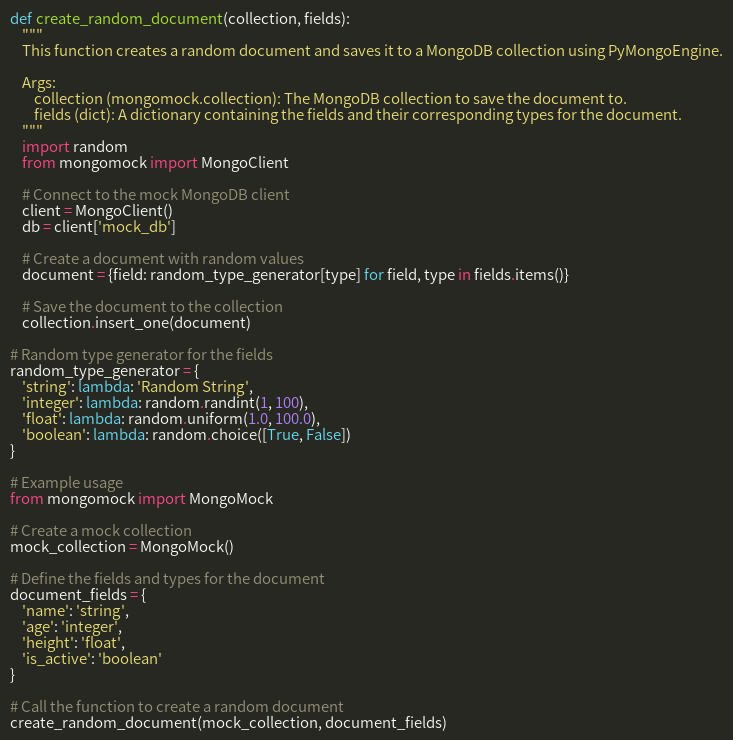 def create_random_document(collection, fields):
    """
    This function creates a random document and saves it to a MongoDB collection using PyMongoEngine.

    Args:
        collection (mongomock.collection): The MongoDB collection to save the document to.
        fields (dict): A dictionary containing the fields and their corresponding types for the document.
    """
    import random
    from mongomock import MongoClient

    # Connect to the mock MongoDB client
    client = MongoClient()
    db = client['mock_db']

    # Create a document with random values
    document = {field: random_type_generator[type] for field, type in fields.items()}

    # Save the document to the collection
    collection.insert_one(document)

# Random type generator for the fields
random_type_generator = {
    'string': lambda: 'Random String',
    'integer': lambda: random.randint(1, 100),
    'float': lambda: random.uniform(1.0, 100.0),
    'boolean': lambda: random.choice([True, False])
}

# Example usage
from mongomock import MongoMock

# Create a mock collection
mock_collection = MongoMock()

# Define the fields and types for the document
document_fields = {
    'name': 'string',
    'age': 'integer',
    'height': 'float',
    'is_active': 'boolean'
}

# Call the function to create a random document
create_random_document(mock_collection, document_fields)